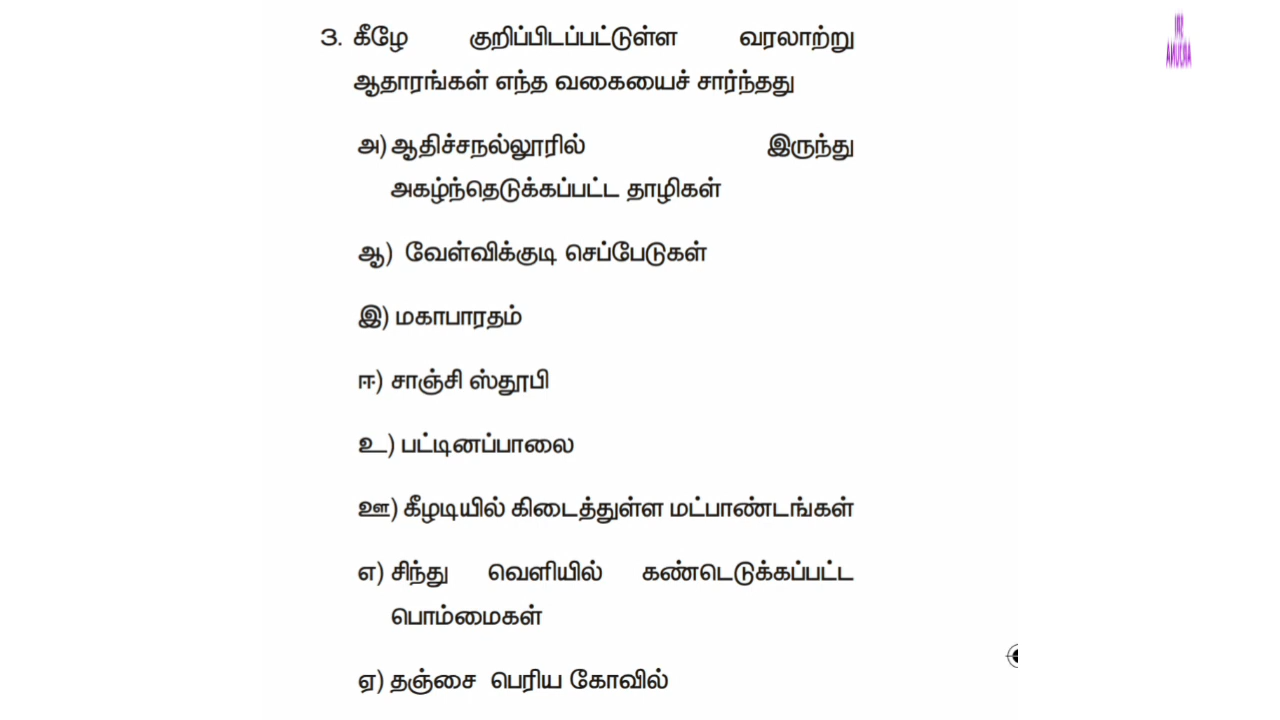 3. கீழே குறிப்பிடப்பட்டுள்ள வரலாற்று
ஆதாரங்கள் எந்த வகையைச் சார்ந்தது
அ) ஆதிச்சநல்லூரில் இருந்து
அகழ்ந்தெடுக்கப்பட்ட தாழிகள்
ஆ) வேள்விக்குடி செப்பேடுகள்
இ) மகாபாரதம்
ஈ) சாஞ்சி ஸ்தூபி
உ) பட்டினப்பாலை
ஊ) கீழடியில் கிடைத்துள்ள மட்பாண்டங்கள்
எ) சிந்து வெளியில் கண்டெடுக்கப்பட்ட
பொம்மைகள்
ஏ) தஞ்சை பெரிய கோவில்